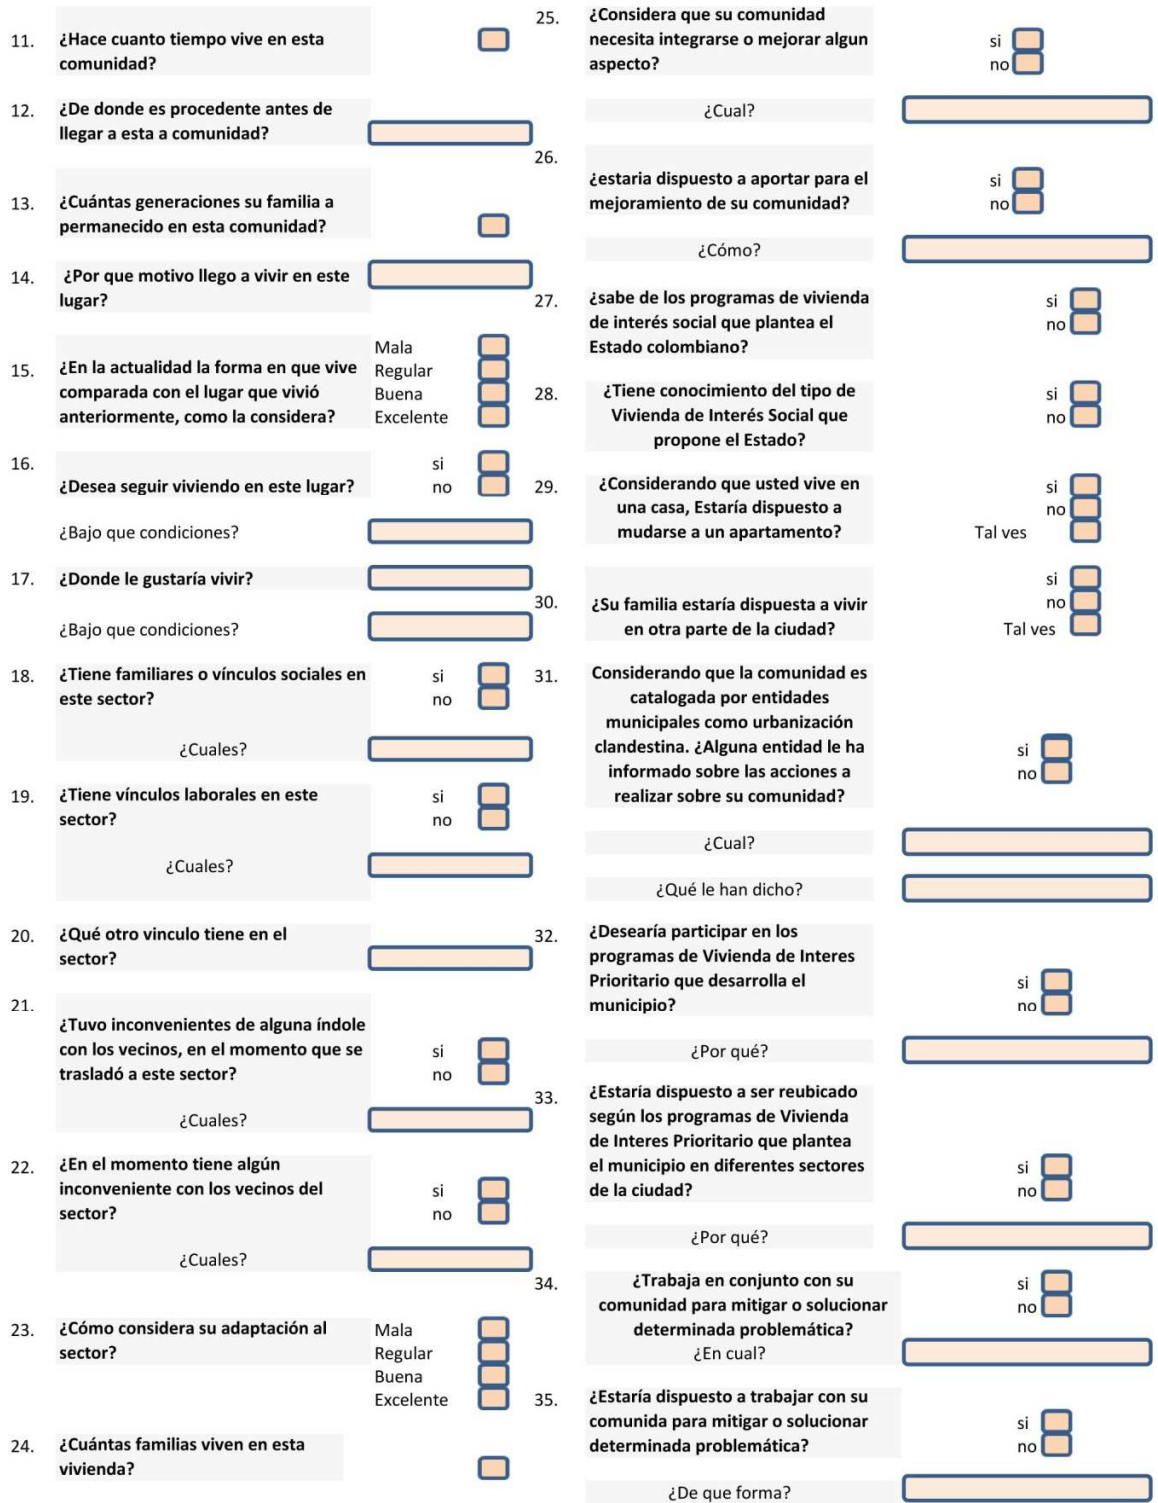 11. ¿Hace cuanto tiempo vive en esta
comunidad?
12. ¿De donde es procedente antes de
llegar a esta a comunidad?
13. ¿Cuántas generaciones su familia a
permanecido en esta comunidad?
14. ¿Por que motivo llego a vivir en este
lugar?
15. ¿En la actualidad la forma en que vive
comparada con el lugar que vivió
anteriormente, como la considera?
Mala
Regular
Buena
Excelente
16. ¿Desea seguir viviendo en este lugar?
si
no
¿Bajo que condiciones?
17. ¿Donde le gustaría vivir?
¿Bajo que condiciones?
18. ¿Tiene familiares o vínculos sociales en
este sector?
si
no
¿Cuales?
19. ¿Tiene vínculos laborales en este
sector?
si
no
¿Cuales?
20. ¿Qué otro vinculo tiene en el
sector?
21. ¿Tuvo inconvenientes de alguna índole
con los vecinos, en el momento que se
trasladó a este sector?
si
no
¿Cuales?
22. ¿En el momento tiene algún
inconveniente con los vecinos del
sector?
si
no
¿Cuales?
23. ¿Cómo considera su adaptación al
sector?
Mala
Regular
Buena
Excelente
24. ¿Cuántas familias viven en esta
vivienda?
25. ¿Considera que su comunidad
necesita integrarse o mejorar algun
aspecto?
si
no
¿Cual?
26. ¿estaria dispuesto a aportar para el
mejoramiento de su comunidad?
si
no
¿Cómo?
27. ¿sabe de los programas de vivienda
de interés social que plantea el
Estado colombiano?
si
no
28. ¿Tiene conocimiento del tipo de
Vivienda de Interés Social que
propone el Estado?
si
no
29. ¿Considerando que usted vive en
una casa, Estaría dispuesto a
mudarse a un apartamento?
si
no
Tal ves
30. ¿Su familia estaría dispuesta a vivir
en otra parte de la ciudad?
si
no
Tal ves
31. Considerando que la comunidad es
catalogada por entidades
municipales como urbanización
clandestina. ¿Alguna entidad le ha
informado sobre las acciones a
realizar sobre su comunidad?
si
no
¿Cual?
¿Qué le han dicho?
32. ¿Desearía participar en los
programas de Vivienda de Interes
Prioritario que desarrolla el
municipio?
si
no
¿Por qué?
33. ¿Estaría dispuesto a ser reubicado
según los programas de Vivienda
de Interes Prioritario que plantea
el municipio en diferentes sectores
de la ciudad?
si
no
¿Por qué?
34. ¿Trabaja en conjunto con su
comunidad para mitigar o solucionar
determinada problemática?
si
no
¿En cual?
35. ¿Estaría dispuesto a trabajar con su
comunida para mitigar o solucionar
determinada problemática?
si
no
¿De que forma?